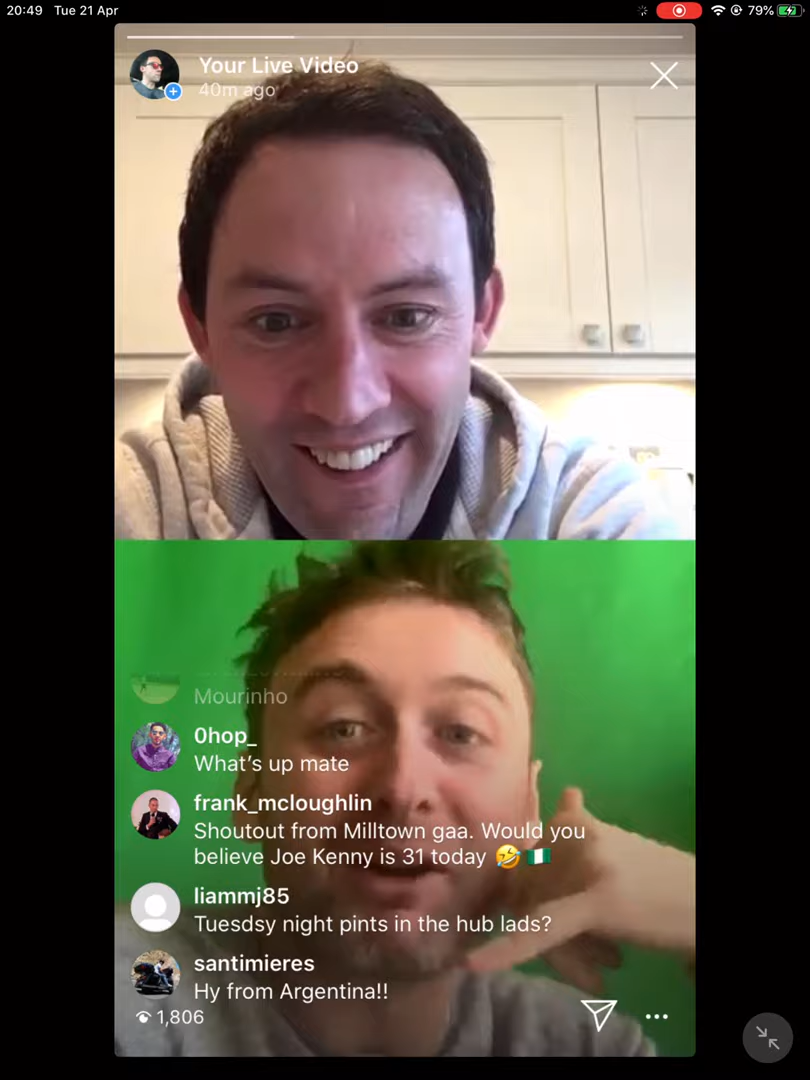 20:49 Tue 21 Apr 79%
Your Live Video
40m ago
Mourinho
0hop_
What's up mate
frank_mcloughlin
Shoutout from Milltown gaa. Would you
believe Joe Kenny is 31 today 🤣 🇳🇬
liammj85
Tuesdsy night pints in the hub lads?
santimieres
Hy from Argentina!!
1,806